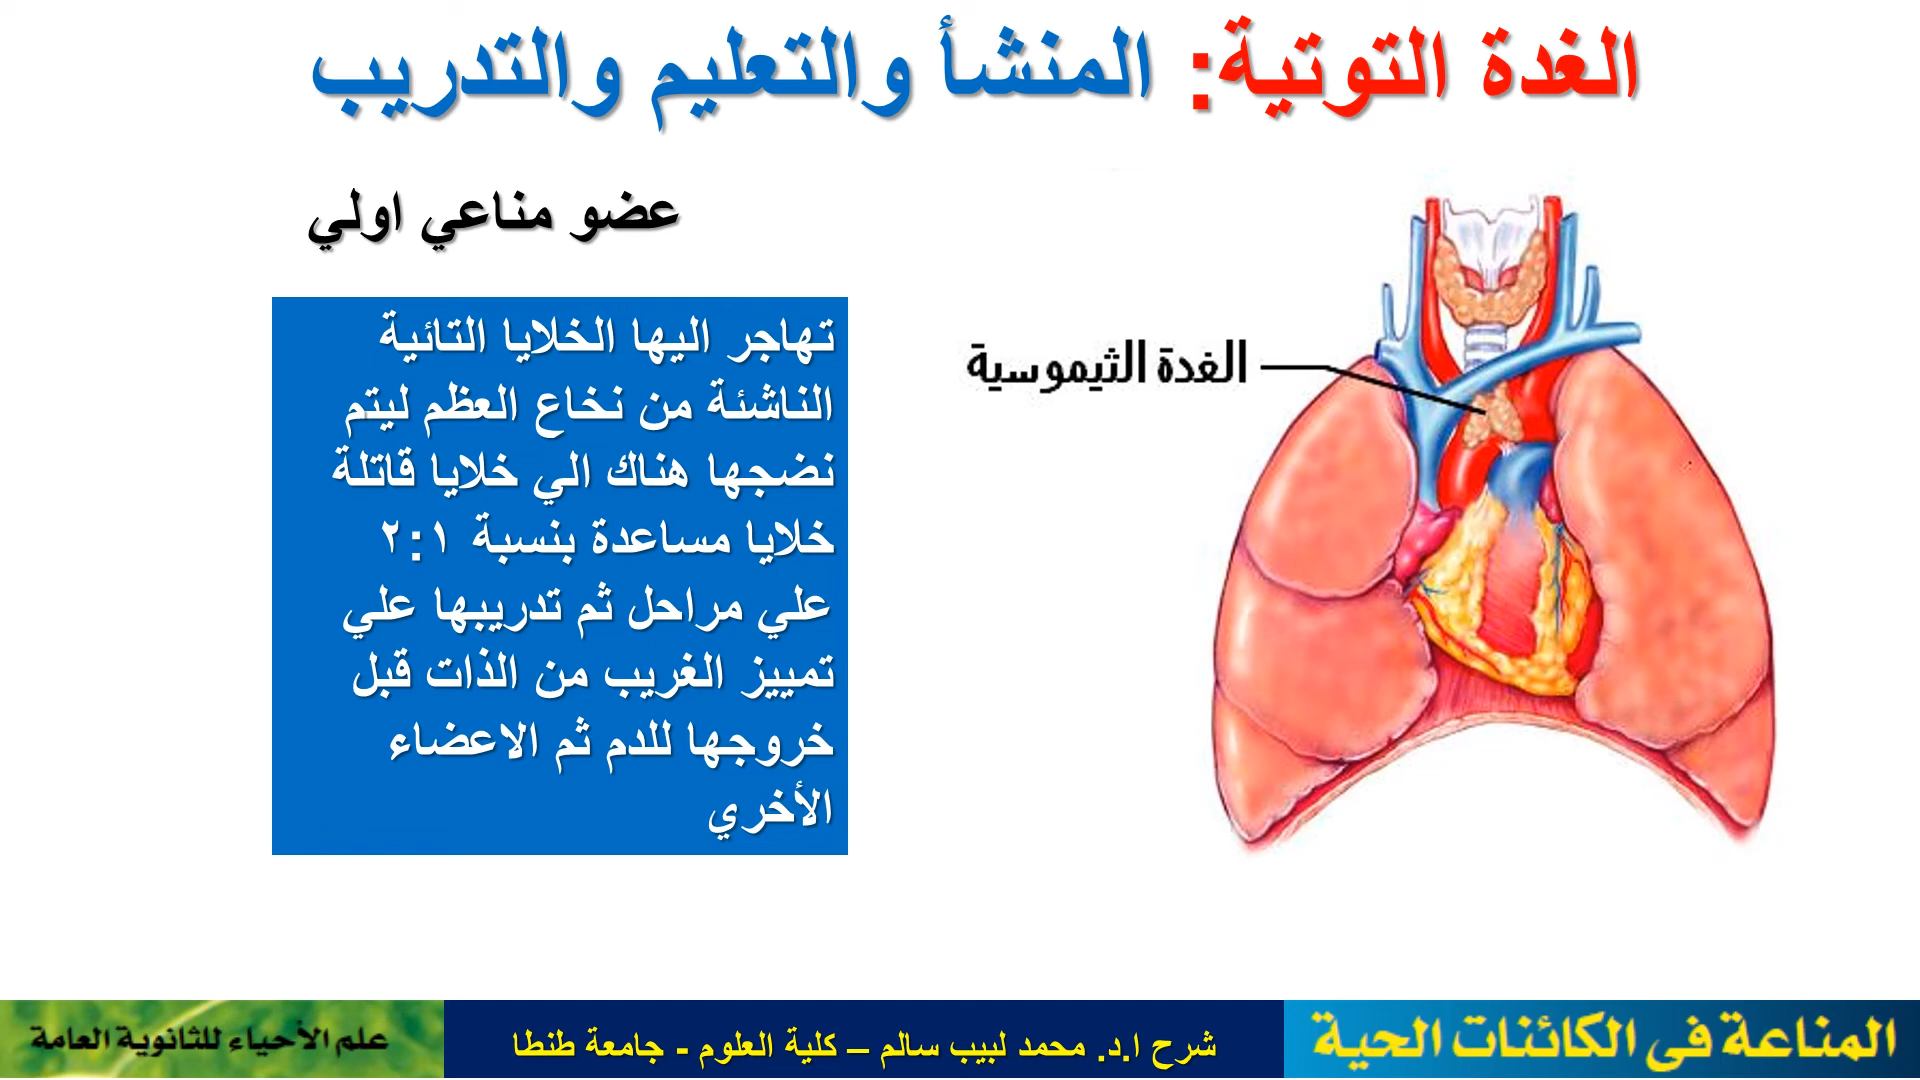 الغدة التوتية: المنشأ والتعليم والتدريب
عضو مناعي اولي
تهاجر اليها الخلايا التائية
الناشئة من نخاع العظم ليتم
نضجها هناك الي خلايا قاتلة
خلايا مساعدة بنسبة ٢:١
علي مراحل ثم تدريبها علي
تمييز الغريب من الذات قبل
خروجها للدم ثم الاعضاء
الأخري
الغدة الثيموسية
المناعة فى الكائنات الحية
شرح ا.د. محمد لبيب سالم – كلية العلوم - جامعة طنطا
علم الأحياء للثانوية العامة